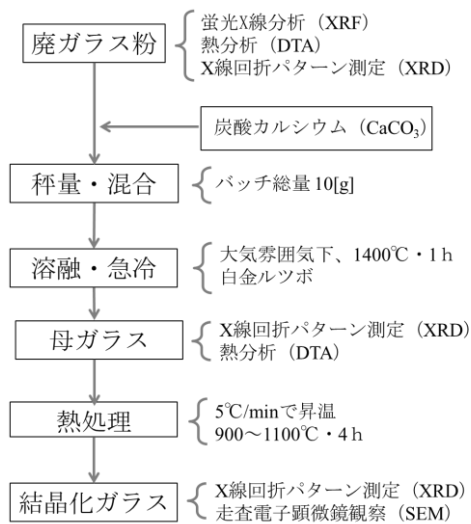 廃ガラス粉
蛍光X線分析（XRF）
熱分析（DTA）
X線回折パターン測定（XRD）
炭酸カルシウム（CaCO₃）
秤量・混合
バッチ総量 10[g]
溶融・急冷
大気雰囲気下、1400℃・1ｈ
白金ルツボ
母ガラス
X線回折パターン測定（XRD）
熱分析（DTA）
熱処理
5℃/minで昇温
900～1100℃・4ｈ
結晶化ガラス
X線回折パターン測定（XRD）
走査電子顕微鏡観察（SEM）